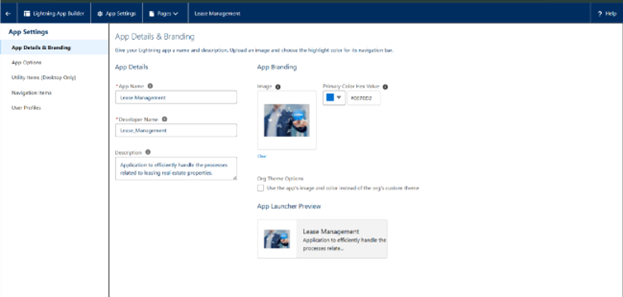 Lightning App Builder
App Settings
Pages
Lease Management
? Help
App Settings
App Details & Branding
App Options
Utility Items (Desktop Only)
Navigation Items
User Profiles
App Details & Branding
Give your Lightning app a name and description. Upload an image and choose the highlight color for its navigation bar.
App Details
* App Name
Lease Management
* Developer Name
Lease_Management
Description
Application to efficiently handle the processes
related to leasing real estate properties.
App Branding
Image
Primary Color Hex Value
Org Theme Options
Use the app's image and color instead of the org's custom theme
App Launcher Preview
Lease Management
Application to efficiently handle the
processes relate...